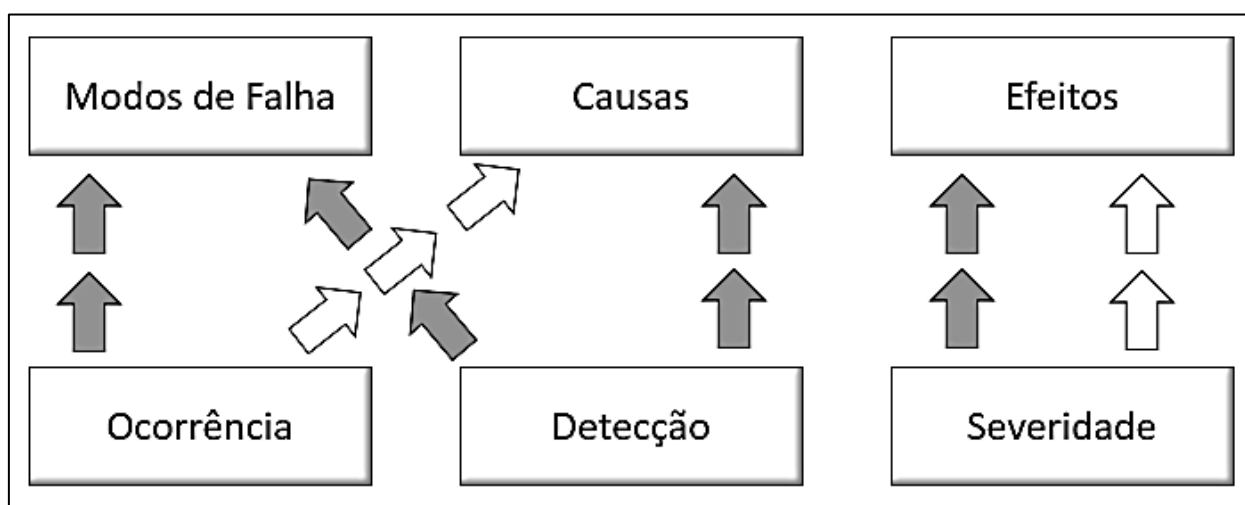 Modos de Falha
Causas
Efeitos
Ocorrência
Detecção
Severidade